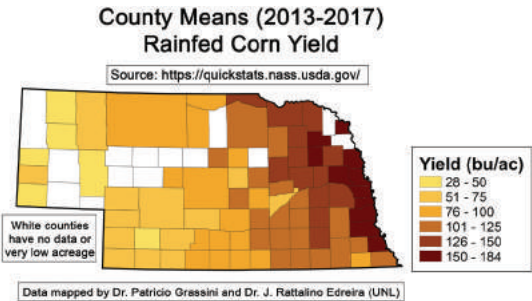 County Means (2013-2017)
Rainfed Corn Yield
Source: https://quickstats.nass.usda.gov/
Yield (bu/ac)
28 - 50
51 - 75
76 - 100
101 - 125
126 - 150
150 - 184
White counties
have no data or
very low acreage
Data mapped by Dr. Patricio Grassini and Dr. J. Rattalino Edreira (UNL)